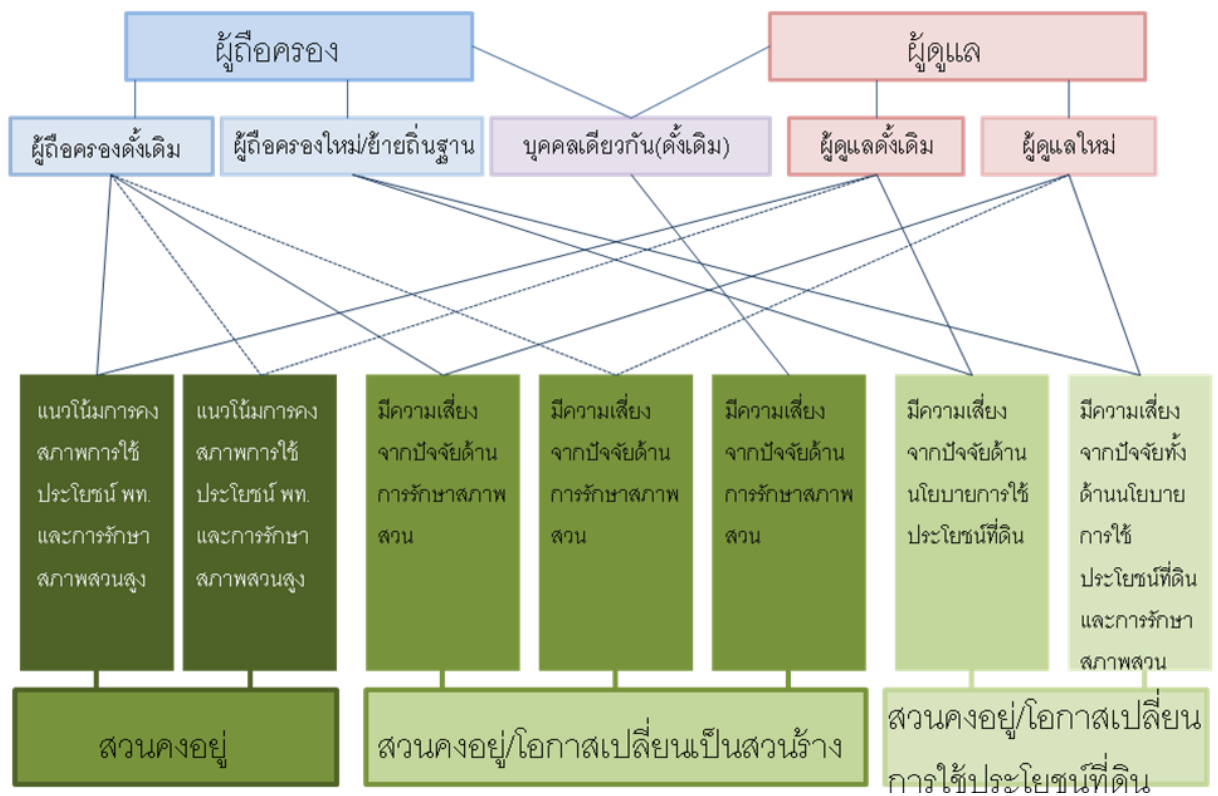 ผู้ถือครอง
ผู้ดูแล
ผู้ถือครองดั้งเดิม
ผู้ถือครองใหม่/ย้ายถิ่นฐาน
บุคคลเดียวกัน(ดั้งเดิม)
ผู้ดูแลดั้งเดิม
ผู้ดูแลใหม่
แนวโน้มการคง
สภาพการใช้
ประโยชน์ พท.
และการรักษา
สภาพสวนสูง
แนวโน้มการคง
สภาพการใช้
ประโยชน์ พท.
และการรักษา
สภาพสวนสูง
มีความเสี่ยง
จากปัจจัยด้าน
การรักษาสภาพ
สวน
มีความเสี่ยง
จากปัจจัยด้าน
การรักษาสภาพ
สวน
มีความเสี่ยง
จากปัจจัยด้าน
การรักษาสภาพ
สวน
มีความเสี่ยง
จากปัจจัยด้าน
นโยบายการใช้
ประโยชน์ที่ดิน
มีความเสี่ยง
จากปัจจัยทั้ง
ด้านนโยบาย
การใช้
ประโยชน์ที่ดิน
และการรักษา
สภาพสวน
สวนคงอยู่
สวนคงอยู่/โอกาสเปลี่ยนเป็นสวนร้าง
สวนคงอยู่/โอกาสเปลี่ยน
การใช้ประโยชน์ที่ดิน